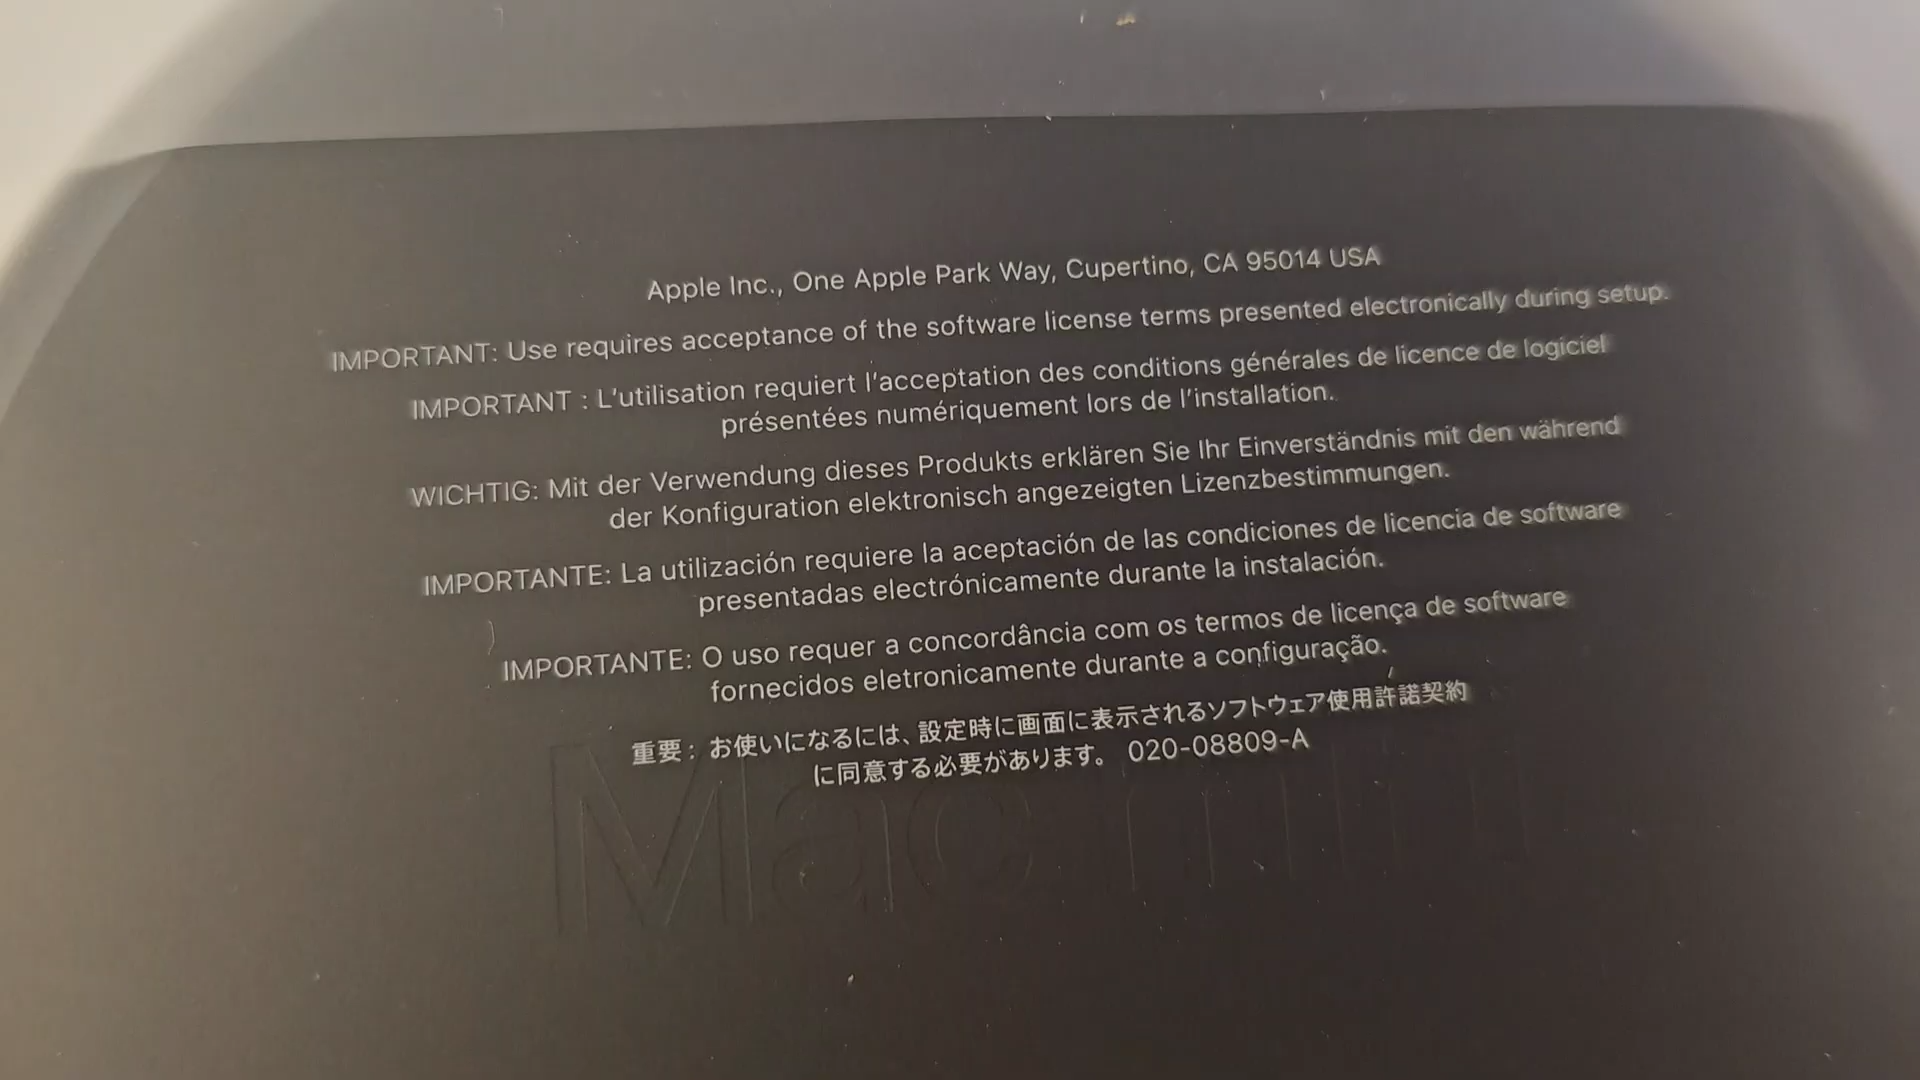 Apple Inc., One Apple Park Way, Cupertino, CA 95014 USA
IMPORTANT: Use requires acceptance of the software license terms presented electronically during setup.
IMPORTANT : L’utilisation requiert l’acceptation des conditions générales de licence de logiciel
présentées numériquement lors de l’installation.
WICHTIG: Mit der Verwendung dieses Produkts erklären Sie Ihr Einverständnis mit den während
der Konfiguration elektronisch angezeigten Lizenzbestimmungen.
IMPORTANTE: La utilización requiere la aceptación de las condiciones de licencia de software
presentadas electrónicamente durante la instalación.
IMPORTANTE: O uso requer a concordância com os termos de licença de software
fornecidos eletronicamente durante a configuração.
重要: お使いになるには、設定時に画面に表示されるソフトウェア使用許諾契約
に同意する必要があります。 020-08809-A
Mac mini